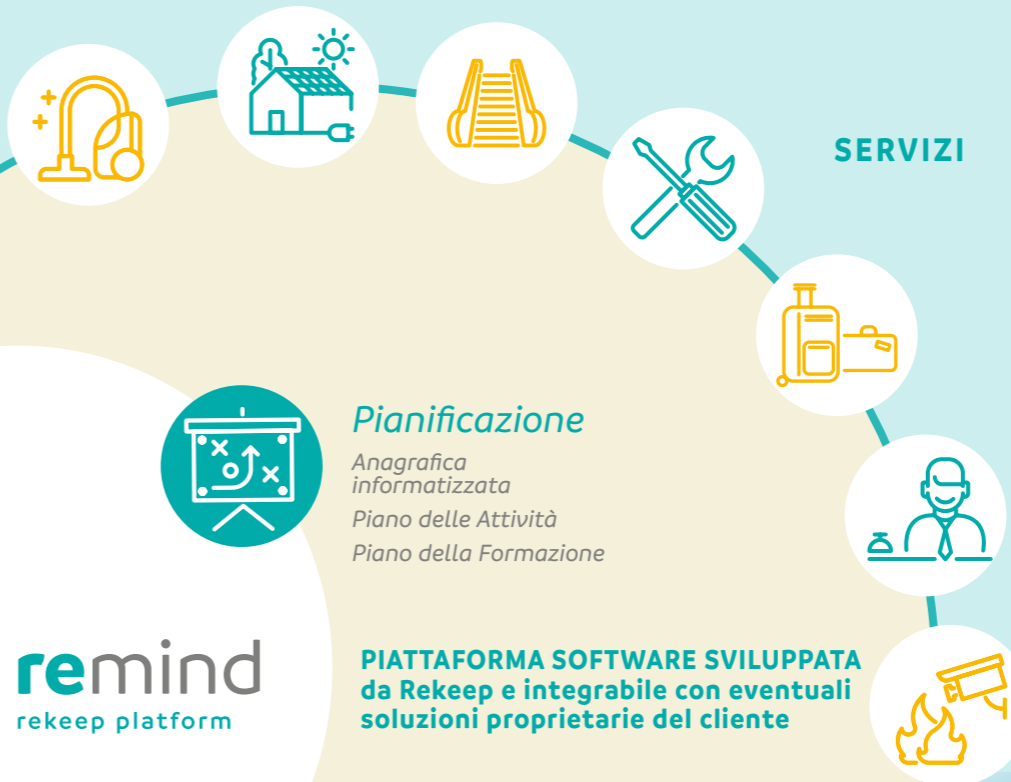 SERVIZI
Pianificazione
Anagrafica
informatizzata
Piano delle Attività
Piano della Formazione
remind
rekeep platform
PIATTAFORMA SOFTWARE SVILUPPATA
da Rekeep e integrabile con eventuali
soluzioni proprietarie del cliente